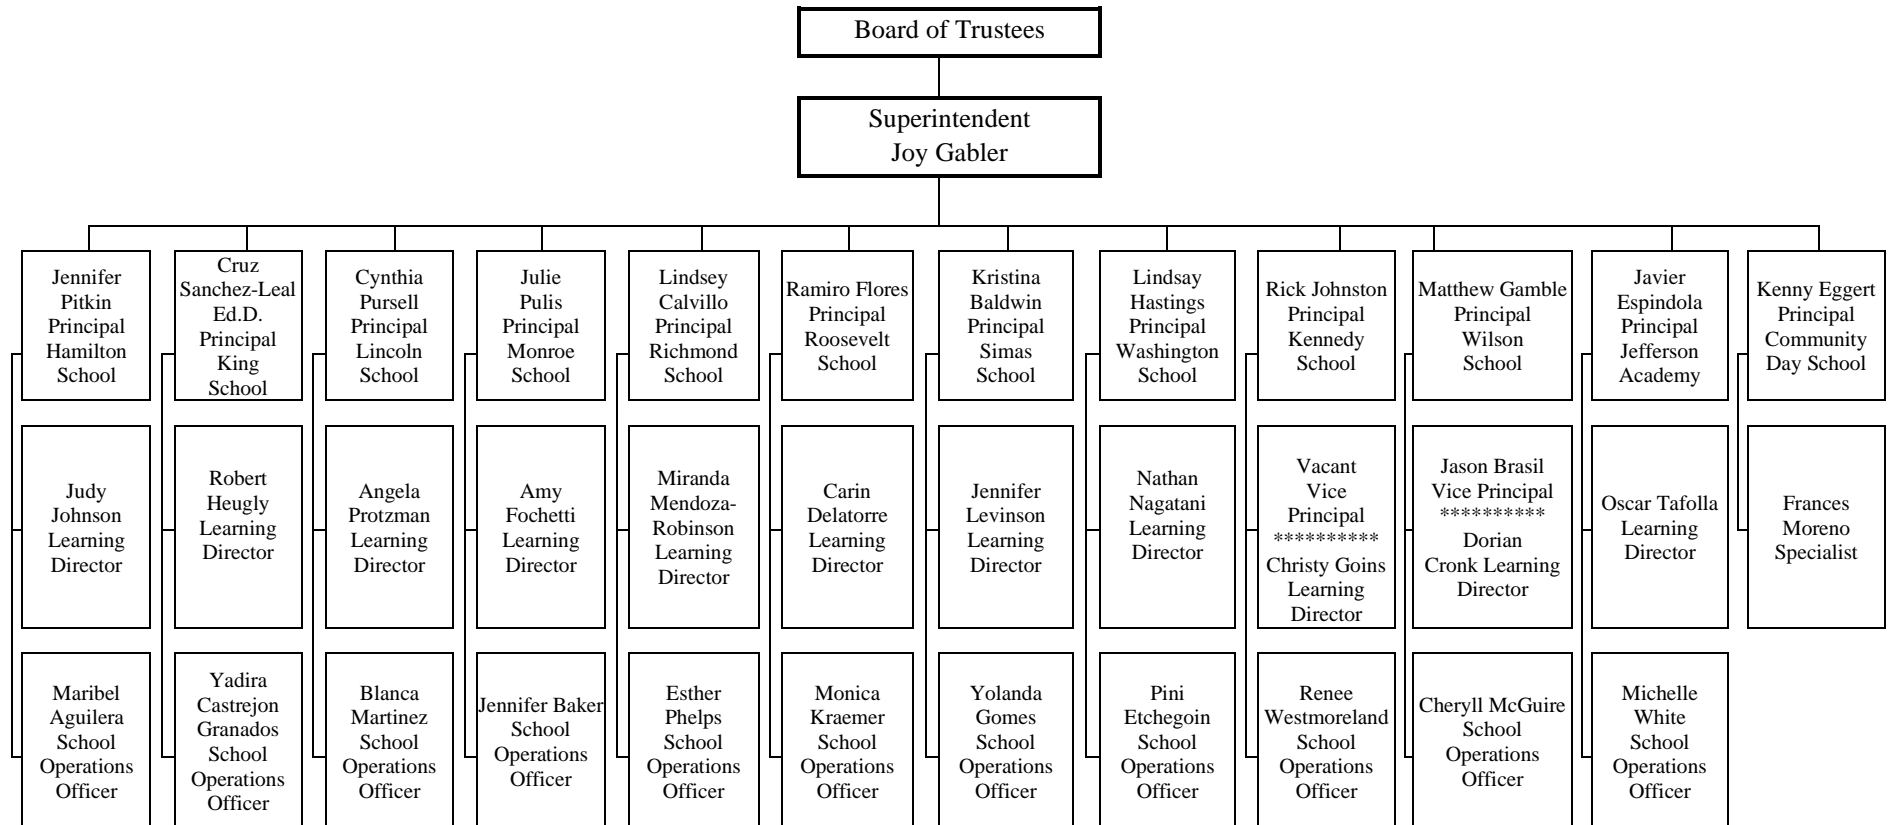 Board of Trustees
Superintendent
Joy Gabler
Jennifer
Pitkin
Principal
Hamilton
School
Cruz
Sanchez-Leal
Ed.D.
Principal
King
School
Cynthia
Pursell
Principal
Lincoln
School
Julie
Pulis
Principal
Monroe
School
Lindsey
Calvillo
Principal
Richmond
School
Ramiro Flores
Principal
Roosevelt
School
Kristina
Baldwin
Principal
Simas
School
Lindsay
Hastings
Principal
Washington
School
Rick Johnston
Principal
Kennedy
School
Matthew Gamble
Principal
Wilson
School
Javier
Espindola
Principal
Jefferson
Academy
Kenny Eggert
Principal
Community
Day School
Judy
Johnson
Learning
Director
Robert
Heugly
Learning
Director
Angela
Protzman
Learning
Director
Amy
Fochetti
Learning
Director
Miranda
Mendoza-
Robinson
Learning
Director
Carin
Delatorre
Learning
Director
Jennifer
Levinson
Learning
Director
Nathan
Nagatani
Learning
Director
Vacant
Vice
Principal
**********
Christy Goins
Learning
Director
Jason Brasil
Vice Principal
**********
Dorian
Cronk Learning
Director
Oscar Tafolla
Learning
Director
Frances
Moreno
Specialist
Maribel
Aguilera
School
Operations
Officer
Yadira
Castrejon
Granados
School
Operations
Officer
Blanca
Martinez
School
Operations
Officer
Jennifer Baker
School
Operations
Officer
Esther
Phelps
School
Operations
Officer
Monica
Kraemer
School
Operations
Officer
Yolanda
Gomes
School
Operations
Officer
Pini
Etchegoin
School
Operations
Officer
Renee
Westmoreland
School
Operations
Officer
Cheryll McGuire
School
Operations
Officer
Michelle
White
School
Operations
Officer